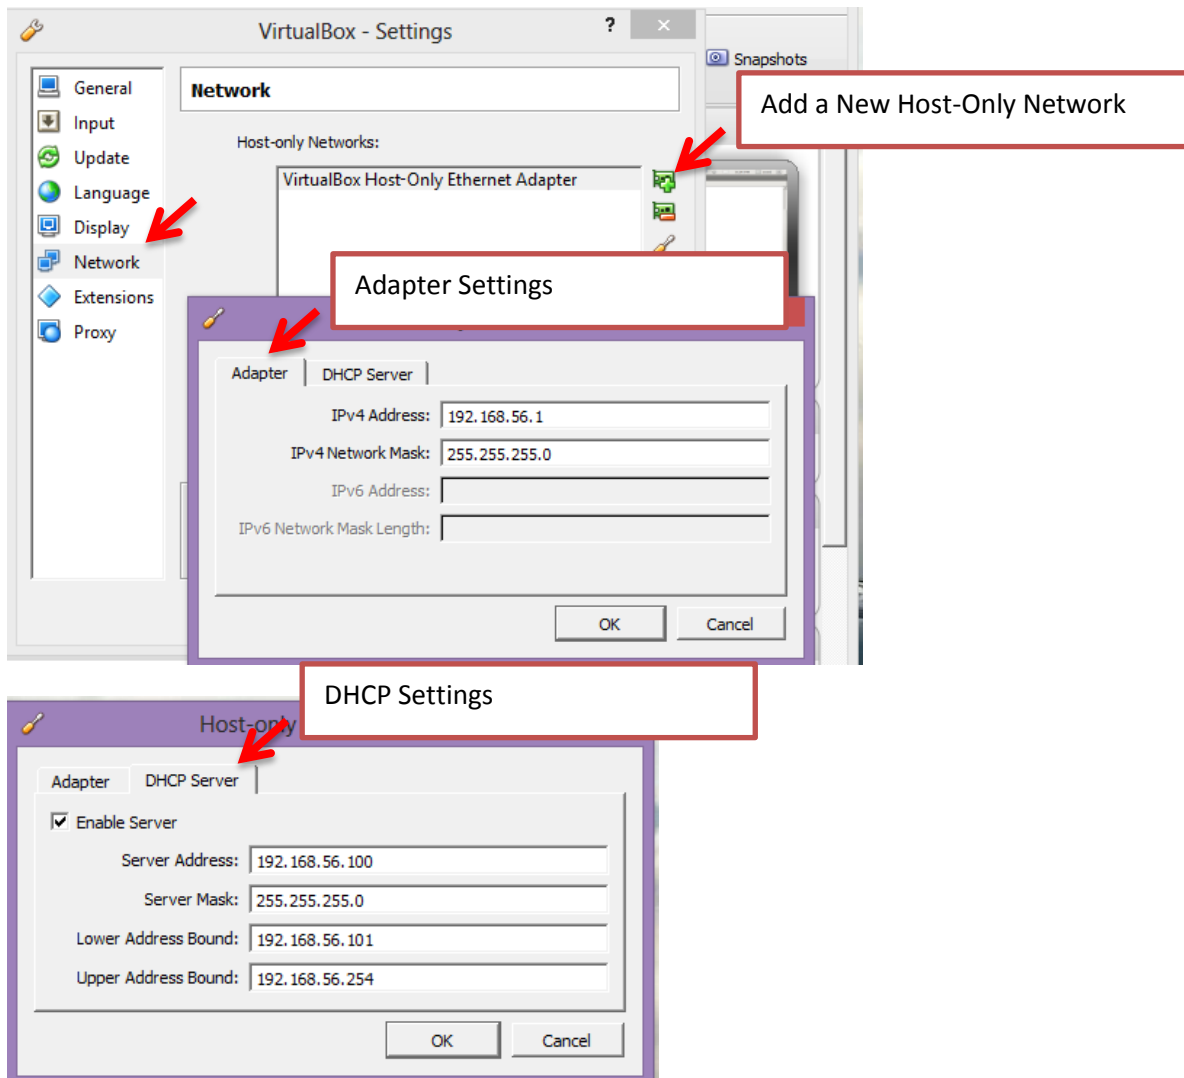 VirtualBox - Settings
?
×
Snapshots
Add a New Host-Only Network
General
Input
Update
Language
Display
Network
Extensions
Proxy
Network
Host-only Networks:
VirtualBox Host-Only Ethernet Adapter
Adapter Settings
Adapter
DHCP Server
IPv4 Address: 192.168.56.1
IPv4 Network Mask: 255.255.255.0
IPv6 Address:
IPv6 Network Mask Length:
OK
Cancel
DHCP Settings
Host-only
Adapter
DHCP Server
Enable Server
Server Address: 192.168.56.100
Server Mask: 255.255.255.0
Lower Address Bound: 192.168.56.101
Upper Address Bound: 192.168.56.254
OK
Cancel